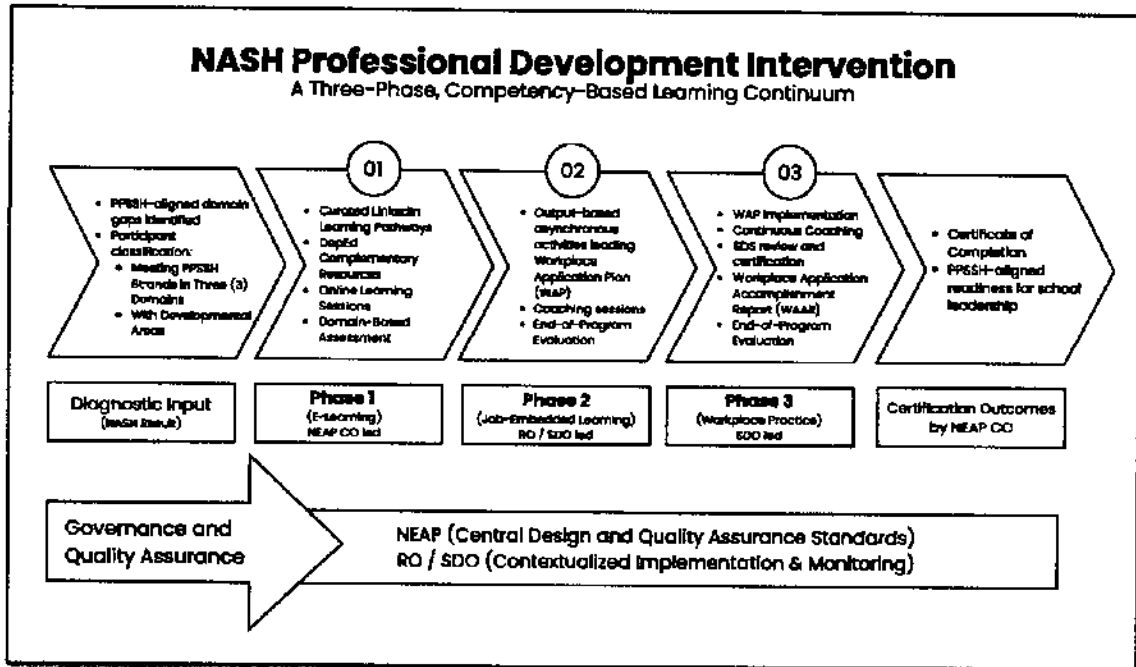 NASH Professional Development Intervention
A Three-Phase, Competency-Based Learning Continuum
• PPSSH-aligned domain
gaps identified
• Participant
classification:
• Meeting PPSSH
Strands in Three (3)
Domains
• With Developmental
Areas
01
• Curated LinkedIn
Learning Pathways
• DepEd
Complementary
Resources
• Online Learning
Sessions
• Domain-Based
Assessment
02
• Output-based
asynchronous
activities leading
Workplace
Application Plan
(WAP)
• Coaching sessions
• End-of-Program
Evaluation
03
• WAP Implementation
• Continuous Coaching
• SDS review and
certification
• Workplace Application
Accomplishment
Report (WAAR)
• End-of-Program
Evaluation
• Certificate of
Completion
• PPSSH-aligned
readiness for school
leadership
Diagnostic Input
(NASH Result)
Phase 1
(E-Learning)
NEAP CO led
Phase 2
(Job-Embedded Learning)
RO / SDO led
Phase 3
(Workplace Practice)
SDO led
Certification Outcomes
by NEAP CO
Governance and
Quality Assurance
NEAP (Central Design and Quality Assurance Standards)
RO / SDO (Contextualized Implementation & Monitoring)